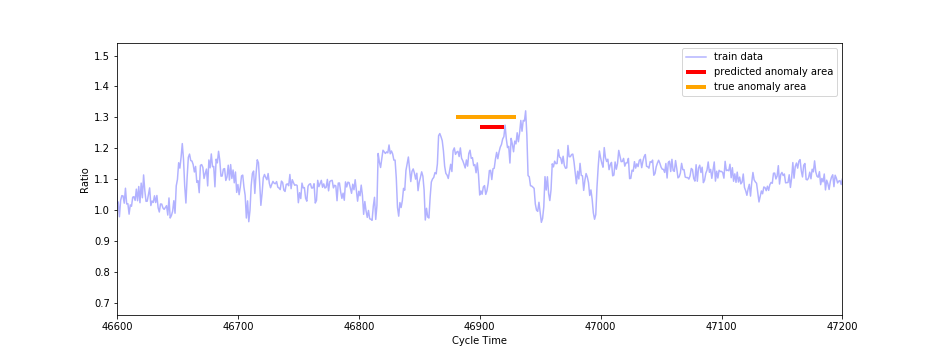 1.5
1.4
1.3
1.2
1.1
1.0
0.9
0.8
0.7
Ratio
train data
predicted anomaly area
true anomaly area
46600 46700 46800 46900 47000 47100 47200
Cycle Time